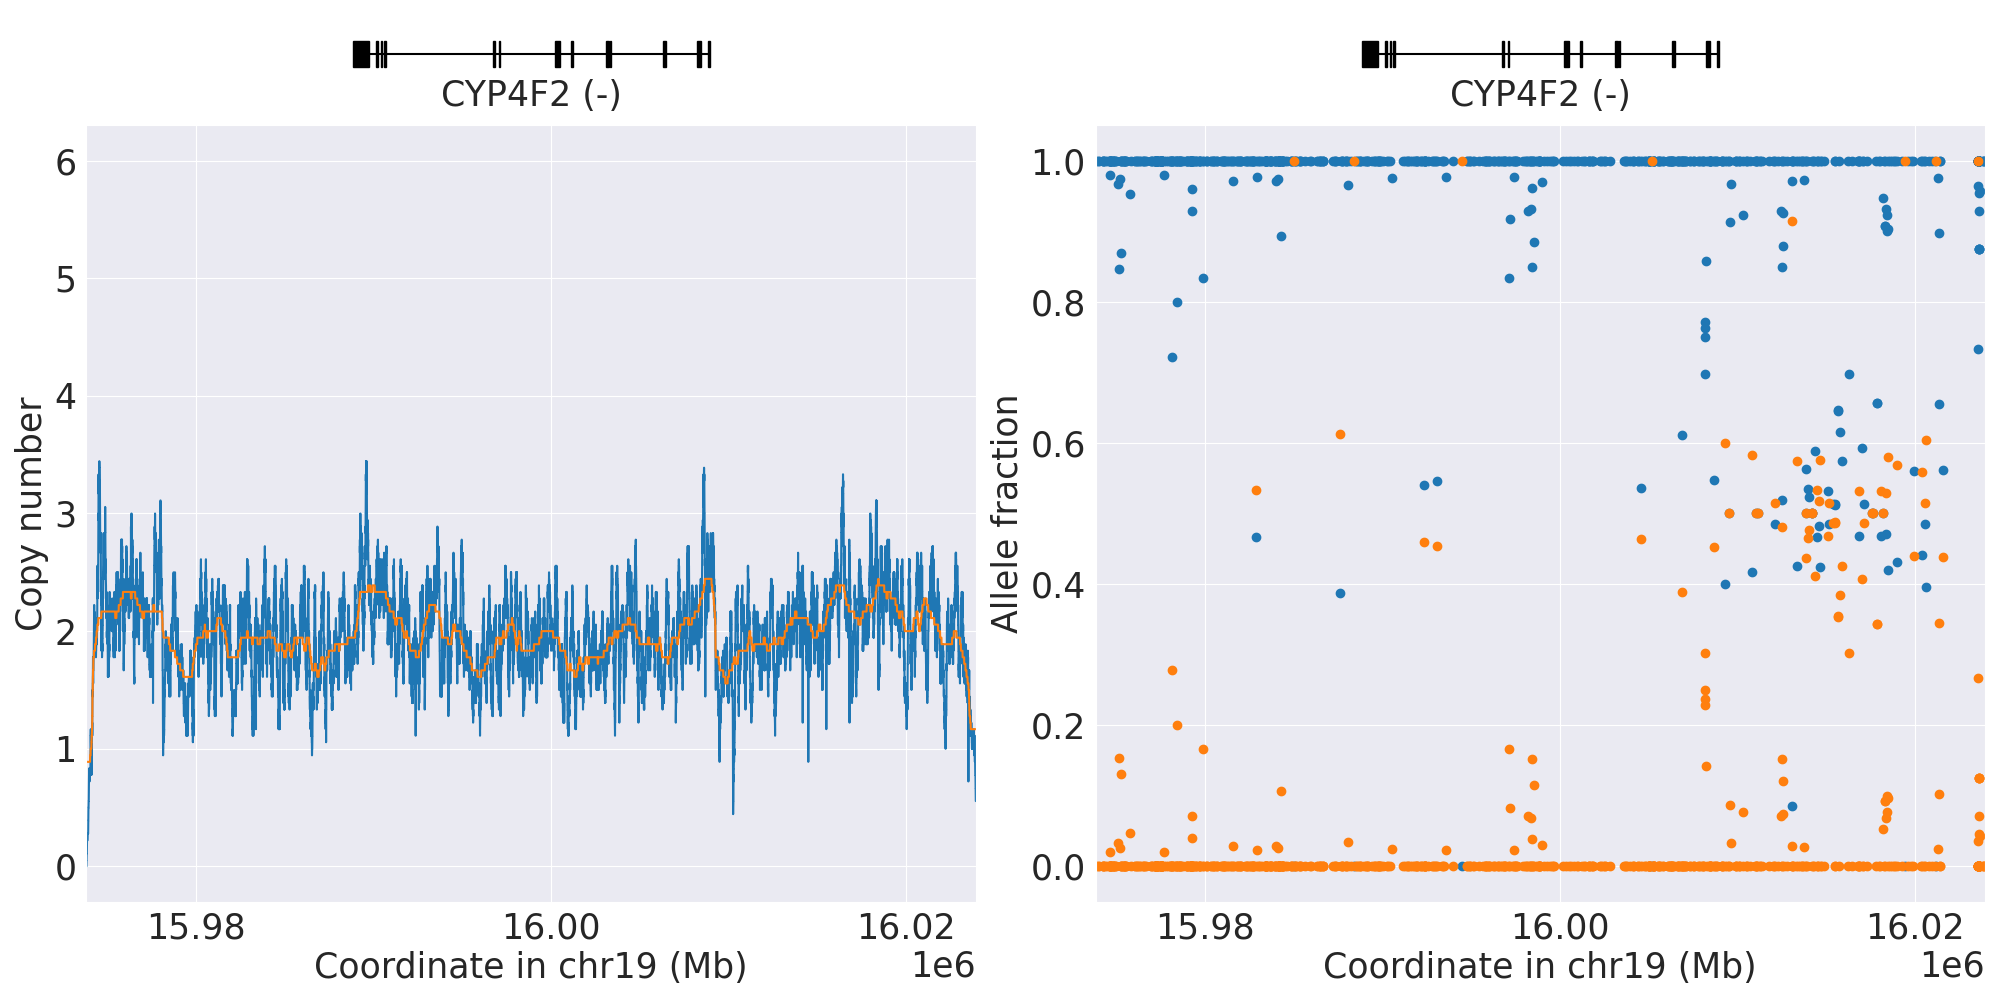 CYP4F2 (-)
6
5
4
3
2
1
0
Copy number
15.98
16.00
16.02
Coordinate in chr19 (Mb)
1e6
CYP4F2 (-)
1.0
0.8
0.6
0.4
0.2
0.0
Allele fraction
15.98
16.00
16.02
Coordinate in chr19 (Mb)
1e6